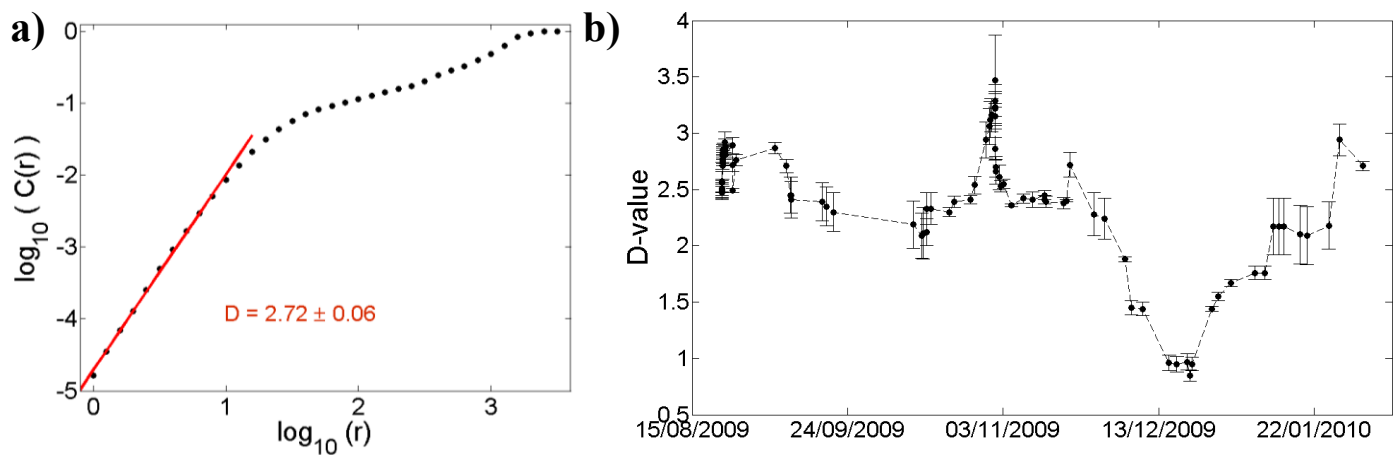 a)
log10 ( C(r) )
0
-1
-2
-3
-4
-5
D = 2.72 ± 0.06
0 1 2 3
log10 (r)
b)
D-value
4
3.5
3
2.5
2
1.5
1
0.5
15/08/2009 24/09/2009 03/11/2009 13/12/2009 22/01/2010